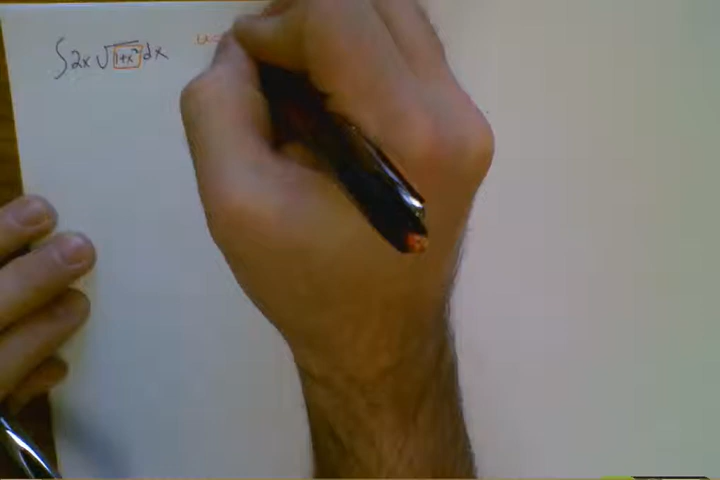 ∫2x √1+x² dx u=